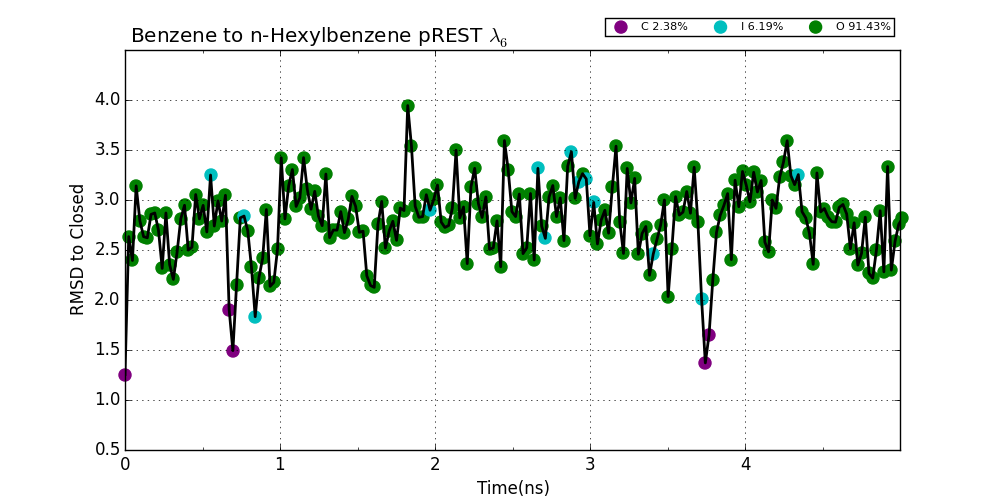 Benzene to n-Hexylbenzene pREST λ6
C 2.38% I 6.19% O 91.43%
RMSD to Closed
4.0
3.5
3.0
2.5
2.0
1.5
1.0
0.5
0 1 2 3 4
Time(ns)